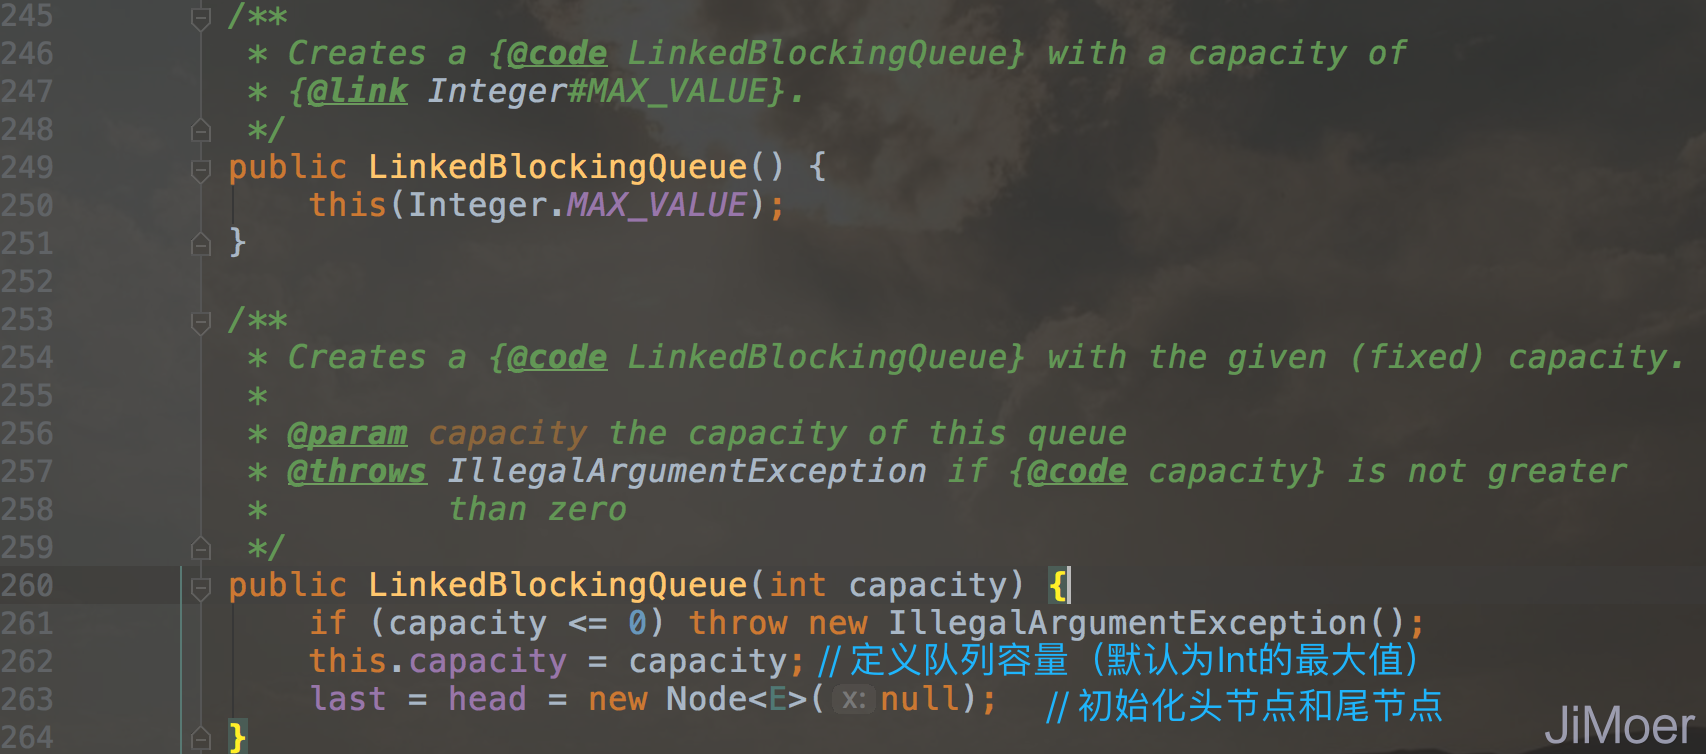 245 /**
246  * Creates a {@code LinkedBlockingQueue} with a capacity of
247  * {@link Integer#MAX_VALUE}.
248  */
249 public LinkedBlockingQueue() {
250     this(Integer.MAX_VALUE);
251 }
252
253 /**
254  * Creates a {@code LinkedBlockingQueue} with the given (fixed) capacity.
255  *
256  * @param capacity the capacity of this queue
257  * @throws IllegalArgumentException if {@code capacity} is not greater
258  *         than zero
259  */
260 public LinkedBlockingQueue(int capacity) {
261     if (capacity <= 0) throw new IllegalArgumentException();
262     this.capacity = capacity; // 定义队列容量（默认为Int的最大值）
263     last = head = new Node<E>( x: null);  // 初始化头节点和尾节点
264 }
JiMoer